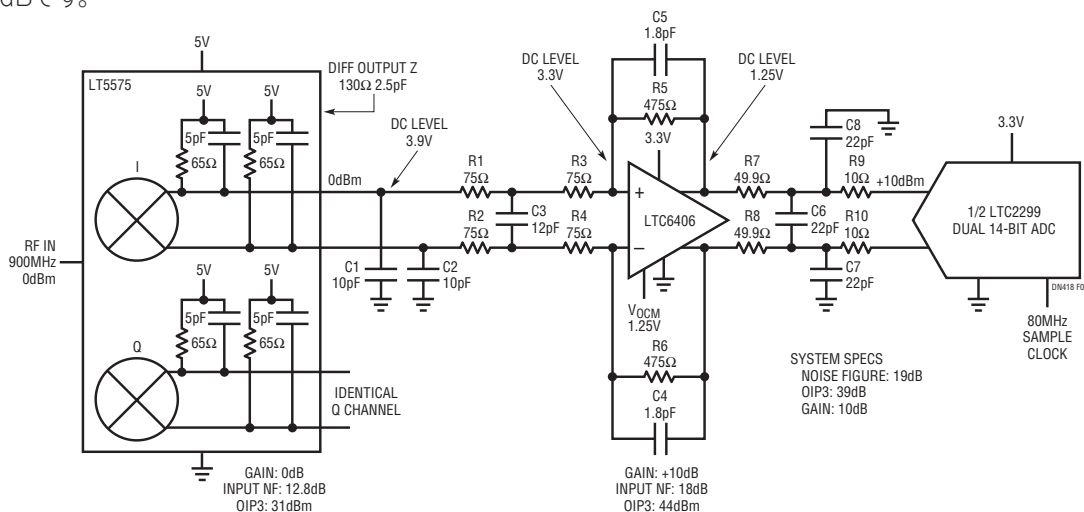 dBです。
5V
LT5575
DIFF OUTPUT Z
130Ω 2.5pF
5V
5V
5pF
65Ω
5pF
65Ω
I
0dBm
DC LEVEL
3.9V
RF IN
900MHz
0dBm
5V
5V
5pF
65Ω
5pF
65Ω
Q
IDENTICAL
Q CHANNEL
GAIN: 0dB
INPUT NF: 12.8dB
OIP3: 31dBm
C1
10pF
C2
10pF
R1
75Ω
R2
75Ω
C3
12pF
R3
75Ω
R4
75Ω
DC LEVEL
3.3V
C5
1.8pF
R5
475Ω
3.3V
DC LEVEL
1.25V
+
LTC6406
–
VOCM
1.25V
R6
475Ω
C4
1.8pF
GAIN: +10dB
INPUT NF: 18dB
OIP3: 44dBm
R7
49.9Ω
R8
49.9Ω
C8
22pF
C6
22pF
C7
22pF
R9
10Ω
R10
10Ω
+10dBm
3.3V
1/2 LTC2299
DUAL 14-BIT ADC
DN418 F0
80MHz
SAMPLE
CLOCK
SYSTEM SPECS
NOISE FIGURE: 19dB
OIP3: 39dB
GAIN: 10dB